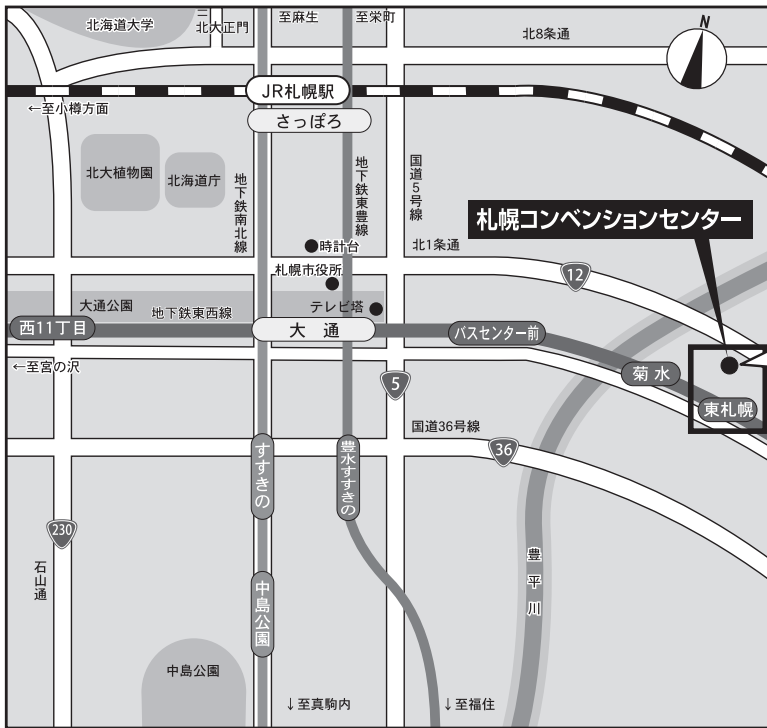 北海道大学
北大正門
至麻生
至栄町
北8条通
N
JR札幌駅
←至小樽方面
さっぽろ
北大植物園
北海道庁
地下鉄南北線
地下鉄東豊線
国道5号線
札幌コンベンションセンター
時計台
北1条通
札幌市役所
12
大通公園
地下鉄東西線
テレビ塔
西11丁目
大通
バスセンター前
←至宮の沢
菊水
5
東札幌
国道36号線
36
すすきの
豊水すすきの
230
石山通
豊平川
中島公園
中島公園
↓至真駒内
↓至福住